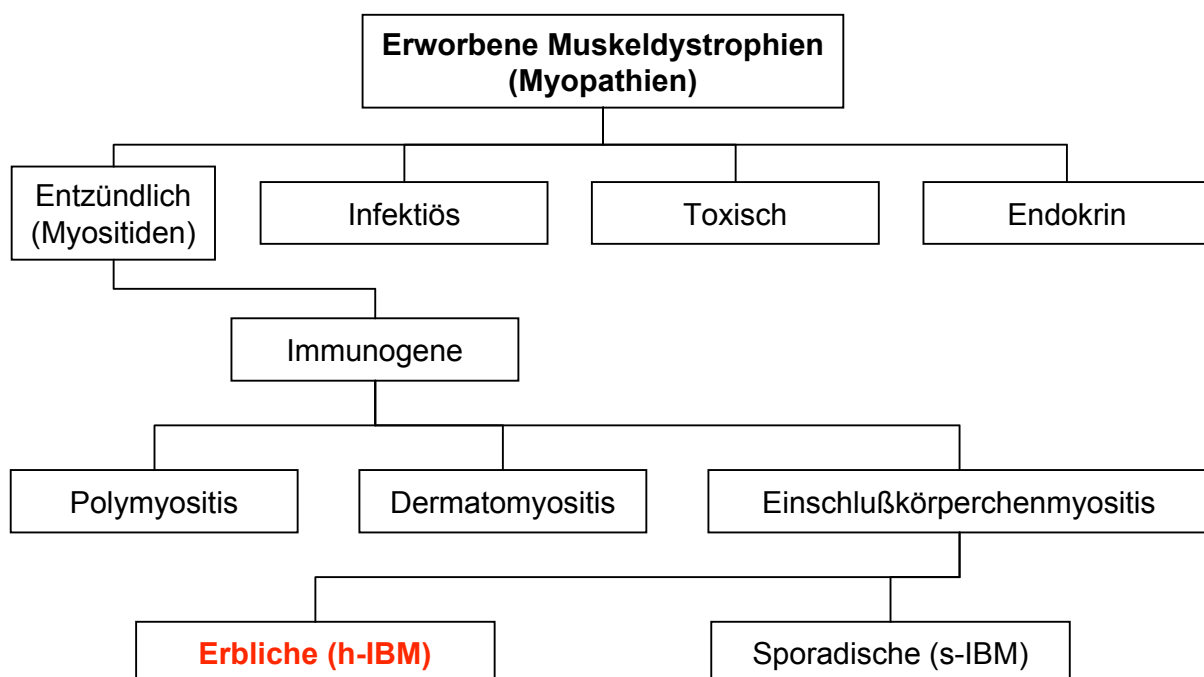 Erworbene Muskeldystrophien
(Myopathien)
Entzündlich
(Myositiden)
Infektiös
Toxisch
Endokrin
Immunogene
Polymyositis
Dermatomyositis
Einschlußkörperchenmyositis
Erbliche (h-IBM)
Sporadische (s-IBM)